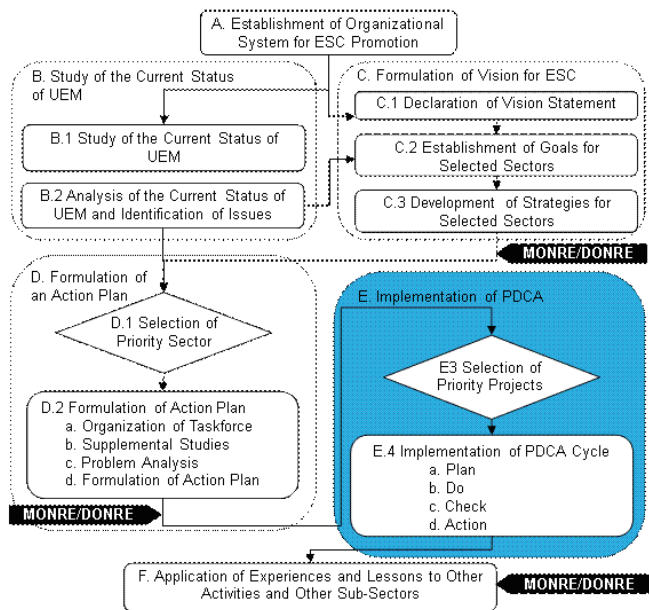 A. Establishment of Organizational
System for ESC Promotion
B. Study of the Current Status
of UEM
B.1 Study of the Current Status of
UEM
B.2 Analysis of the Current Status of
UEM and Identification of Issues
C. Formulation of Vision for ESC
C.1 Declaration of Vision Statement
C.2 Establishment of Goals for
Selected Sectors
C.3 Development of Strategies for
Selected Sectors
MONRE/DONRE
D. Formulation of
an Action Plan
D.1 Selection of
Priority Sector
D.2 Formulation of Action Plan
a. Organization of Taskforce
b. Supplemental Studies
c. Problem Analysis
d. Formulation of Action Plan
MONRE/DONRE
E. Implementation of PDCA
E3 Selection of
Priority Projects
E.4 Implementation of PDCA Cycle
a. Plan
b. Do
c. Check
d. Action
F. Application of Experiences and Lessons to Other
Activities and Other Sub-Sectors
MONRE/DONRE